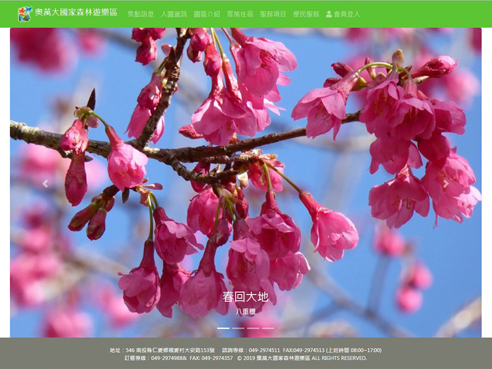 奧萬大國家森林遊樂區
景點訊息 入園資訊 園區介紹 奧萬住宿 服務項目 便民服務 會員登入
春回大地
八重櫻
地址：546 南投縣仁愛鄉親愛村大安路153號 諮詢專線：049-2974511 FAX:049-2974513 (上班時間 08:00~17:00)
訂餐專線：049-2974988& FAX: 049-2974357 © 2019 奧萬大國家森林遊樂區 ALL RIGHTS RESERVED.